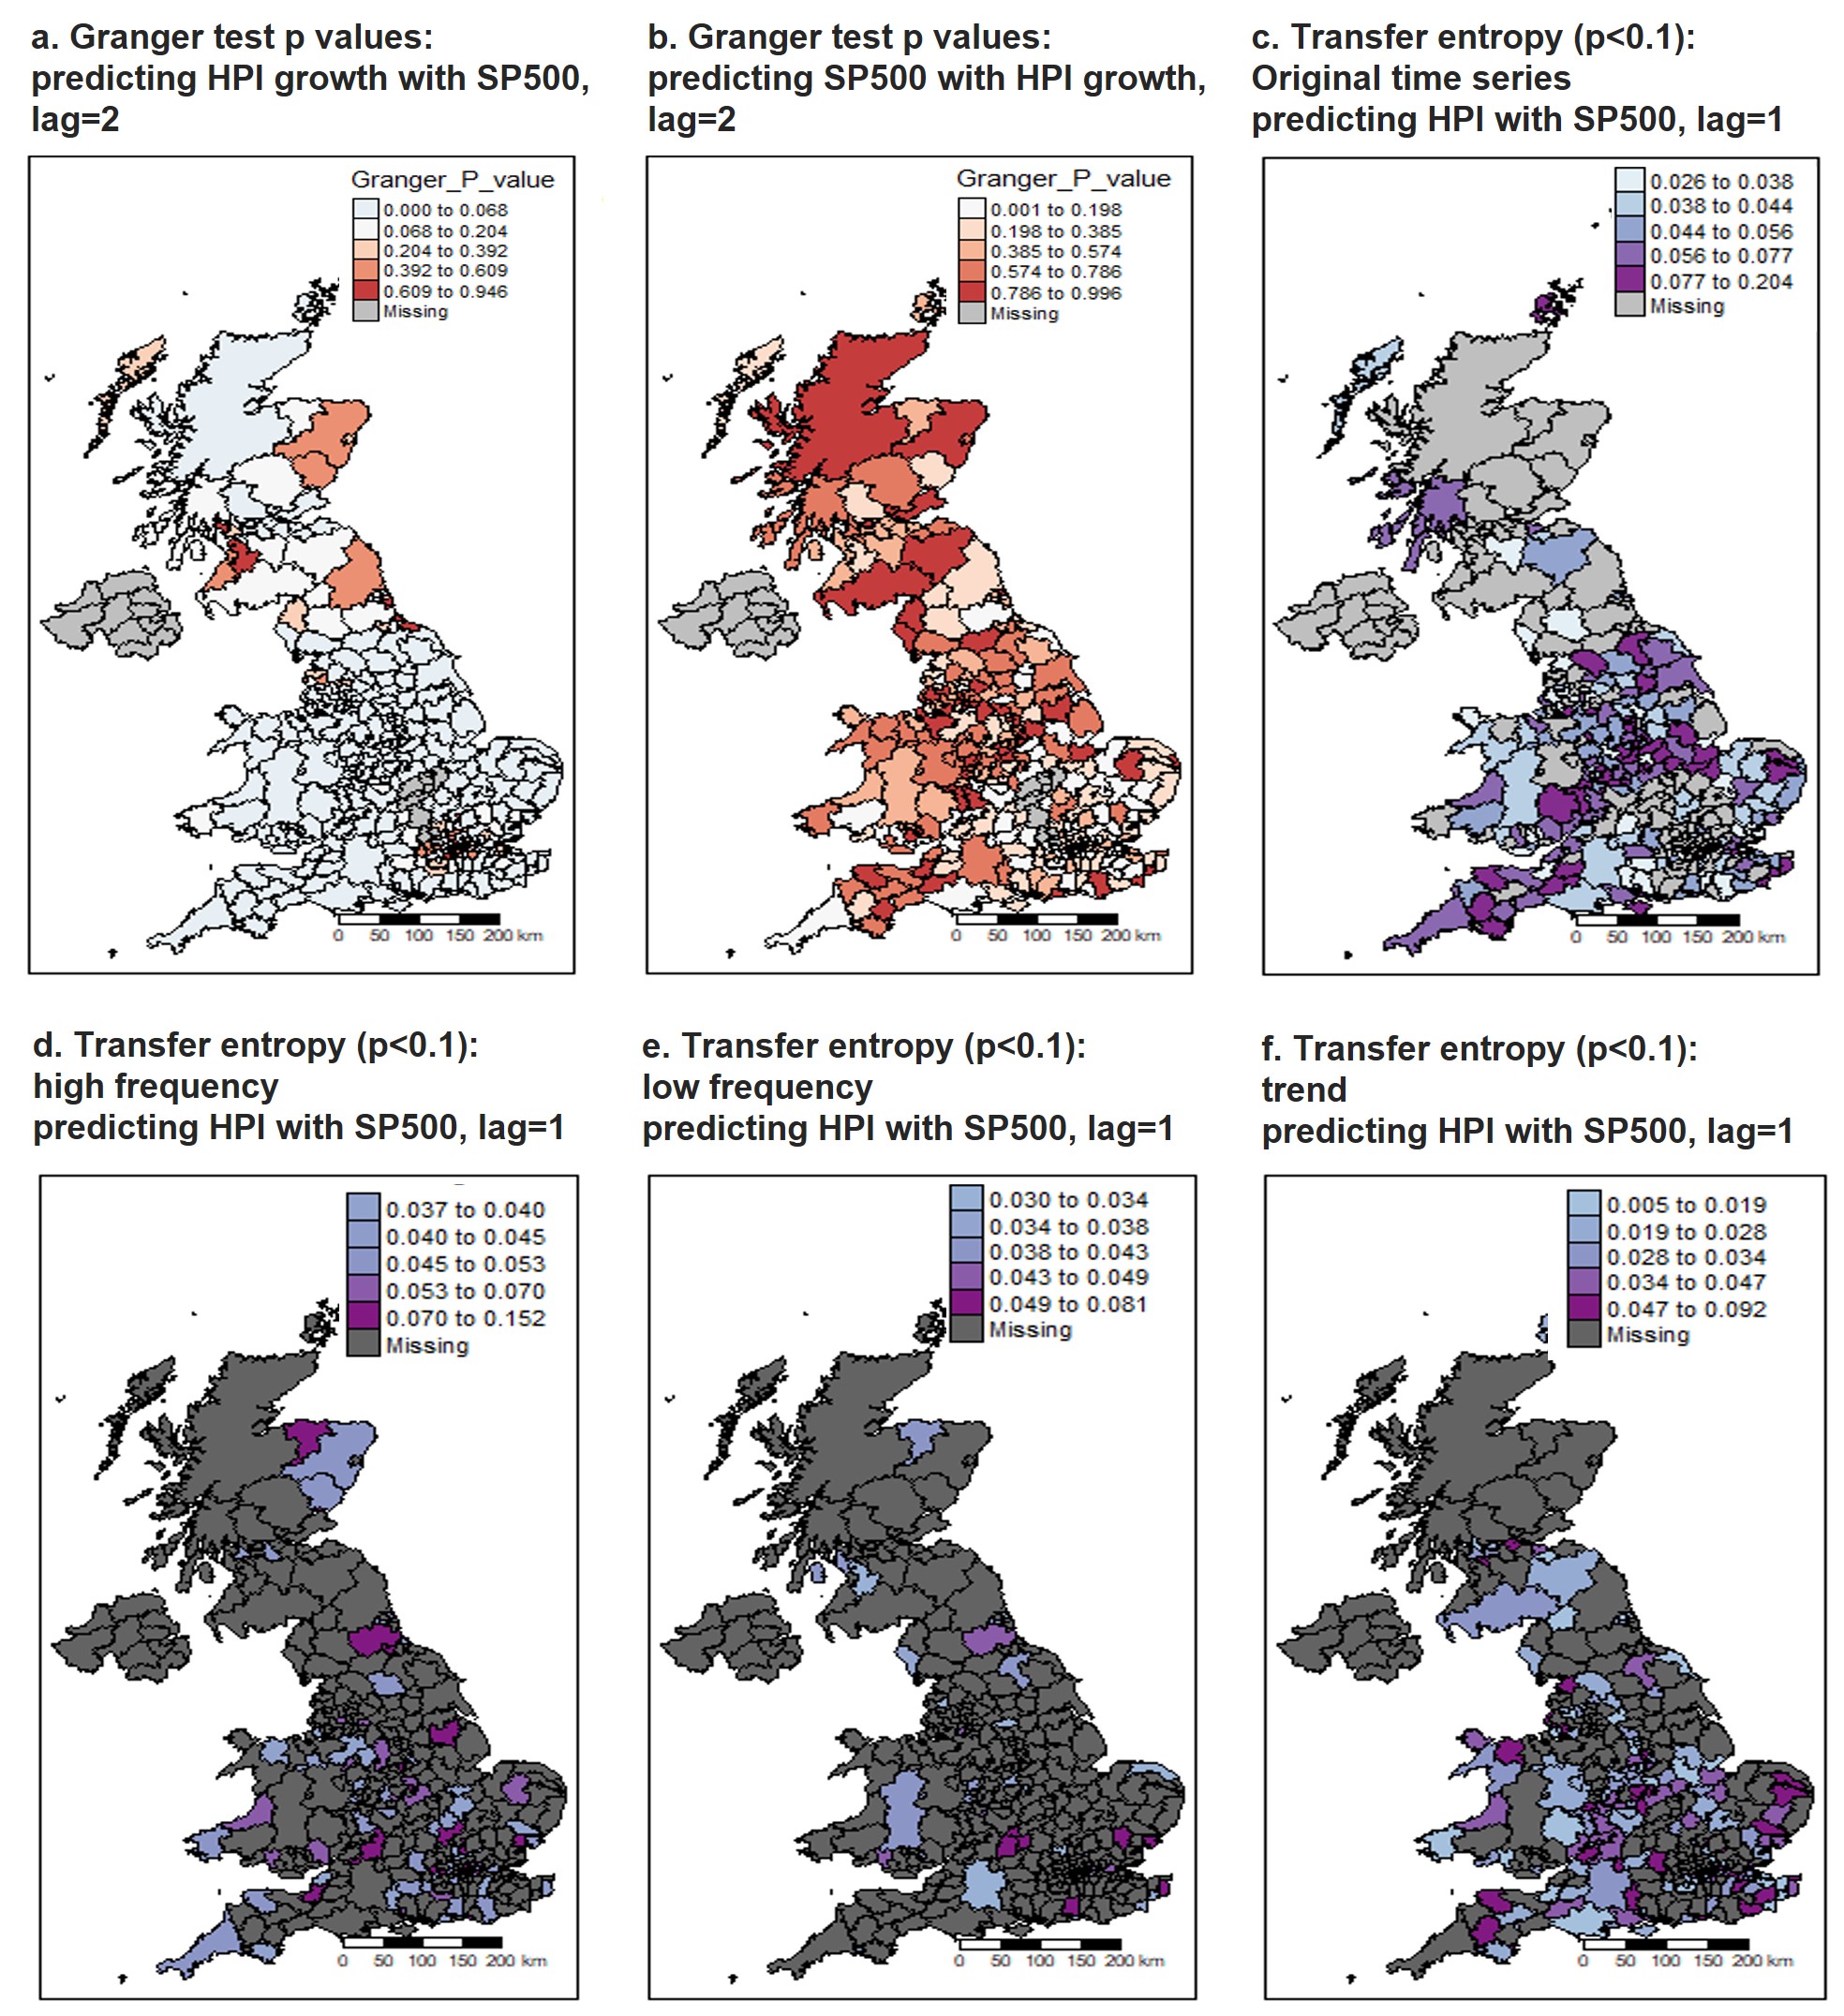 a. Granger test p values:
predicting HPI growth with SP500,
lag=2
b. Granger test p values:
predicting SP500 with HPI growth,
lag=2
c. Transfer entropy (p<0.1):
Original time series
predicting HPI with SP500, lag=1
Granger_P_value
0.000 to 0.068
0.068 to 0.204
0.204 to 0.392
0.392 to 0.609
0.609 to 0.946
Missing
0 50 100 150 200 km
Granger_P_value
0.001 to 0.198
0.198 to 0.385
0.385 to 0.574
0.574 to 0.786
0.786 to 0.996
Missing
0 50 100 150 200 km
0.026 to 0.038
0.038 to 0.044
0.044 to 0.056
0.056 to 0.077
0.077 to 0.204
Missing
0 50 100 150 200 km
d. Transfer entropy (p<0.1):
high frequency
predicting HPI with SP500, lag=1
e. Transfer entropy (p<0.1):
low frequency
predicting HPI with SP500, lag=1
f. Transfer entropy (p<0.1):
trend
predicting HPI with SP500, lag=1
0.037 to 0.040
0.040 to 0.045
0.045 to 0.053
0.053 to 0.070
0.070 to 0.152
Missing
0 50 100 150 200 km
0.030 to 0.034
0.034 to 0.038
0.038 to 0.043
0.043 to 0.049
0.049 to 0.081
Missing
0 50 100 150 200 km
0.005 to 0.019
0.019 to 0.028
0.028 to 0.034
0.034 to 0.047
0.047 to 0.092
Missing
0 50 100 150 200 km